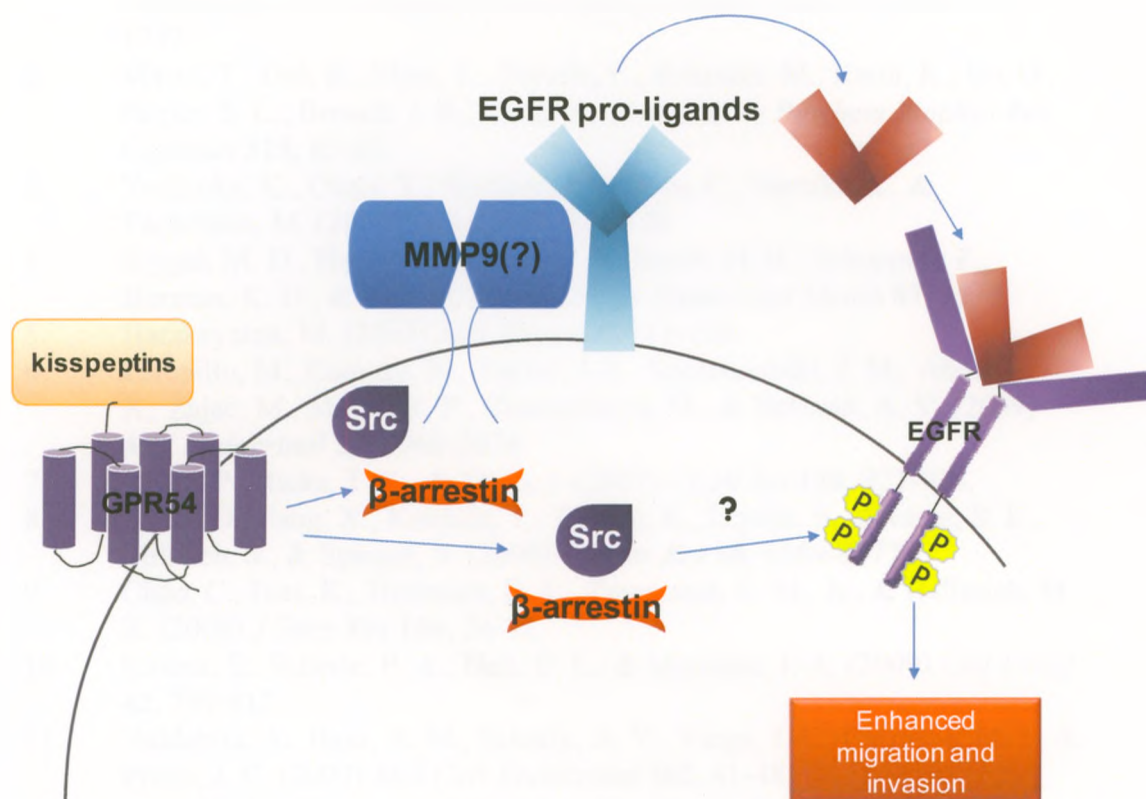 EGFR pro-ligands
MMP9(?)
kisspeptins
Src
EGFR
GPR54
β-arrestin
?
P
P
P
P
Src
β-arrestin
Enhanced
migration and
invasion